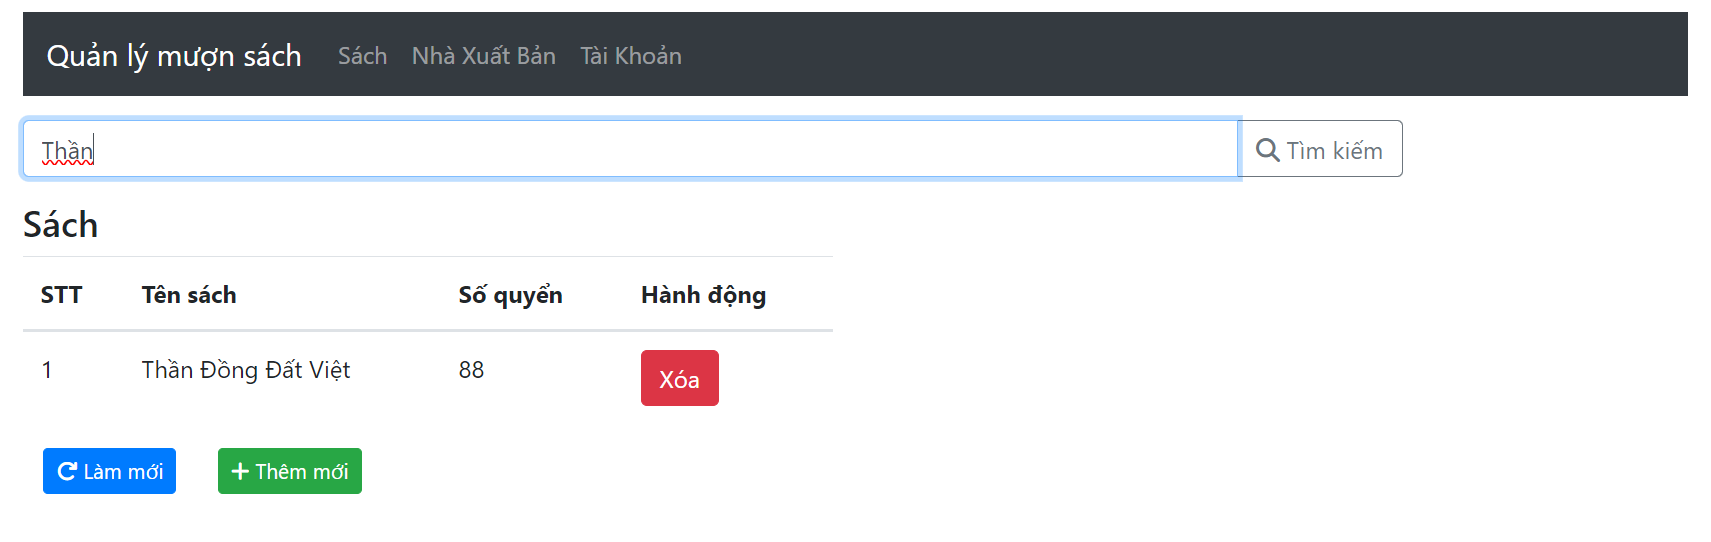 Quản lý mượn sách Sách Nhà Xuất Bản Tài Khoản
Thần Tìm kiếm
Sách
STT Tên sách Số quyển Hành động
1 Thần Đồng Đất Việt 88 Xóa
Làm mới Thêm mới